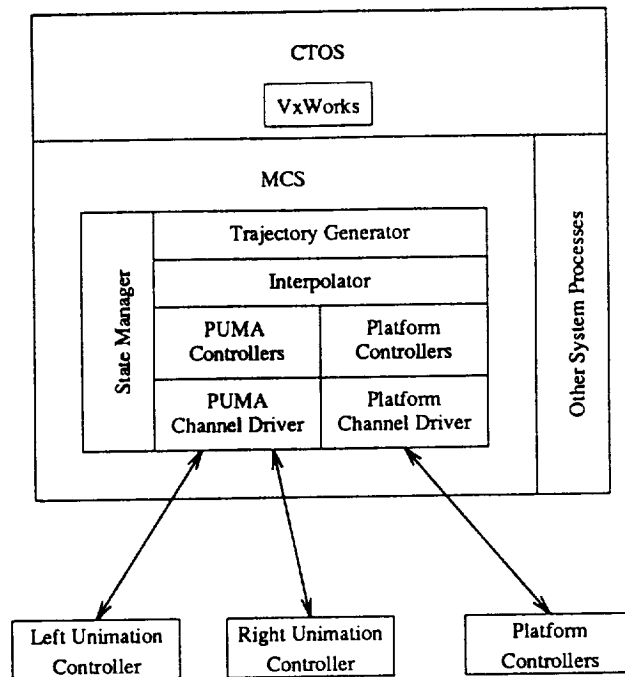 CTOS
VxWorks
MCS
State Manager
Trajectory Generator
Interpolator
PUMA
Controllers
Platform
Controllers
PUMA
Channel Driver
Platform
Channel Driver
Other System Processes
Left Unimation
Controller
Right Unimation
Controller
Platform
Controllers